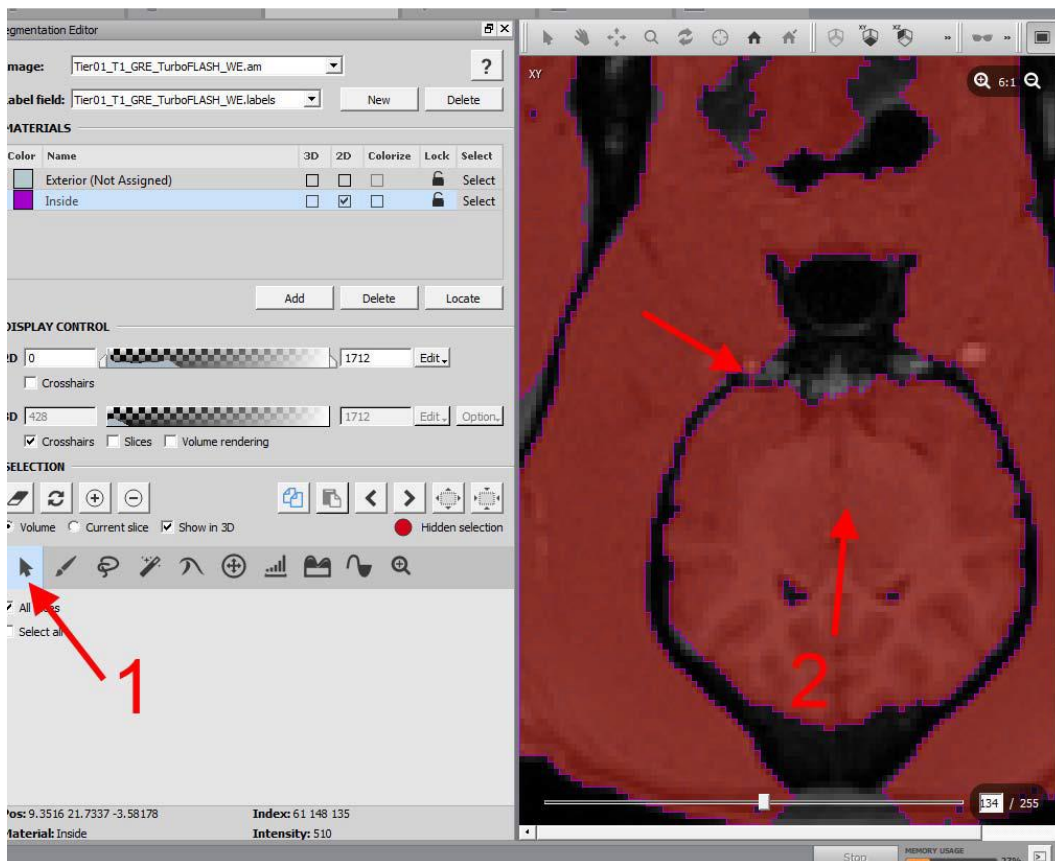 egmentation Editor
XY
6:1
mage: Tier01_T1_GRE_TurboFLASH_WE.am ?
abel field: Tier01_T1_GRE_TurboFLASH_WE.labels New Delete
MATERIALS
Color Name 3D 2D Colorize Lock Select
Exterior (Not Assigned) Select
Inside Select
Add Delete Locate
DISPLAY CONTROL
2D 0 1712 Edit
Crosshairs
3D 428 1712 Edit Option
Crosshairs Slices Volume rendering
SELECTION
Volume Current slice Show in 3D Hidden selection
All
Select all
1
2
134 / 255
Pos: 9.3516 21.7337 -3.58178 Index: 61 148 135
Material: Inside Intensity: 510
Stop MEMORY USAGE
27%